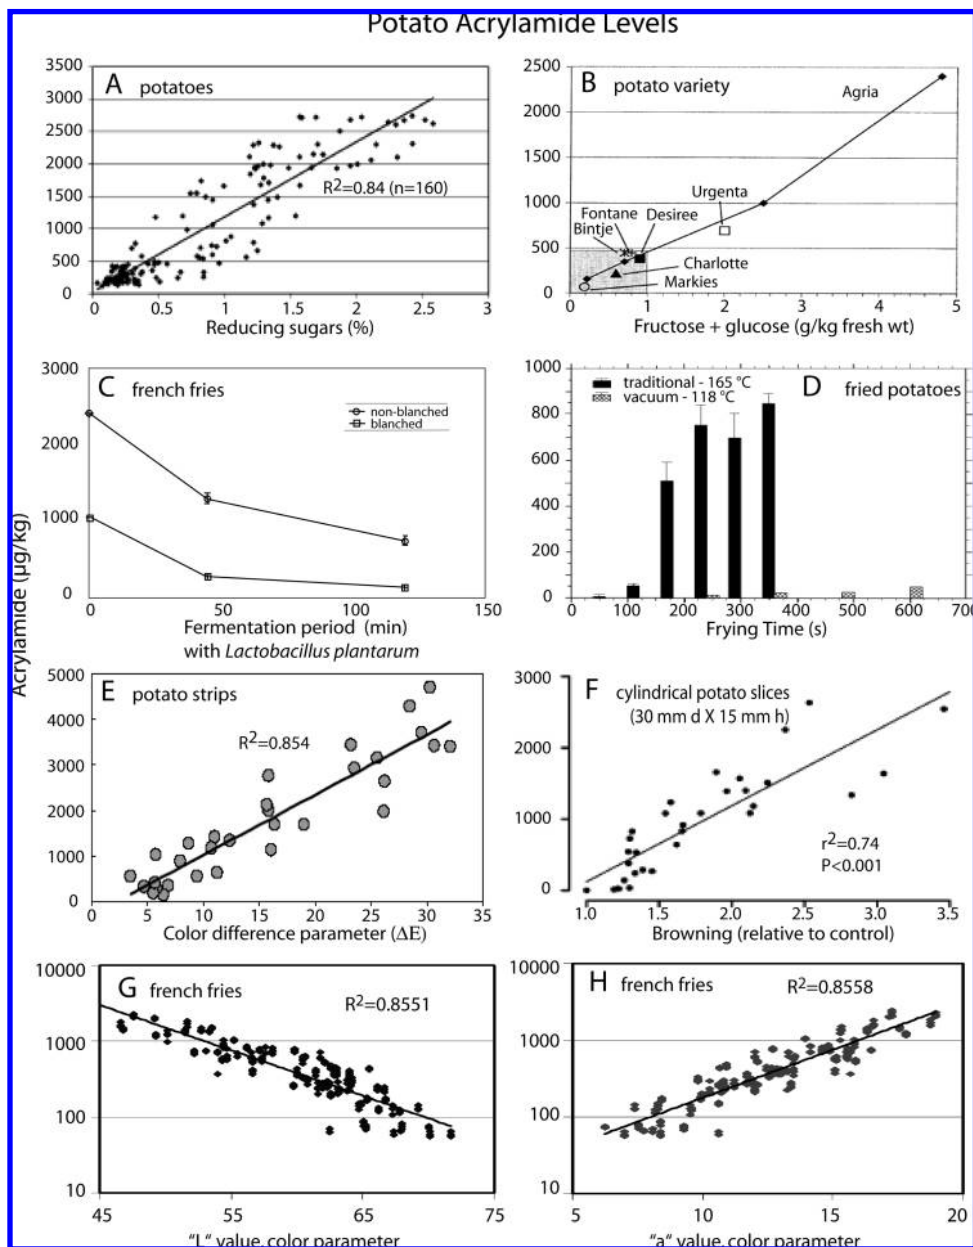 Potato Acrylamide Levels
Acrylamide (µg/kg)
A potatoes
3500
3000
2500
2000
1500
1000
500
0
R²=0.84 (n=160)
0 0.5 1 1.5 2 2.5 3
Reducing sugars (%)
B potato variety
2500
2000
1500
1000
500
0
Agria
Urgenta
Fontane Desiree
Bintje
Charlotte
Markies
0 1 2 3 4 5
Fructose + glucose (g/kg fresh wt)
C french fries
3000
2000
1000
0
non-blanched
blanched
0 50 100 150
Fermentation period (min)
with Lactobacillus plantarum
D fried potatoes
1000
800
600
400
200
0
traditional - 165 °C
vacuum - 118 °C
0 100 200 300 400 500 600 700
Frying Time (s)
E potato strips
5000
4000
3000
2000
1000
0
R²=0.854
0 5 10 15 20 25 30 35
Color difference parameter (ΔE)
F cylindrical potato slices
(30 mm d X 15 mm h)
3000
2000
1000
0
r²=0.74
P<0.001
1.0 1.5 2.0 2.5 3.0 3.5
Browning (relative to control)
G french fries
10000
1000
100
10
R²=0.8551
45 55 65 75
"L" value, color parameter
H french fries
10000
1000
100
10
R²=0.8558
5 10 15 20
"a" value, color parameter